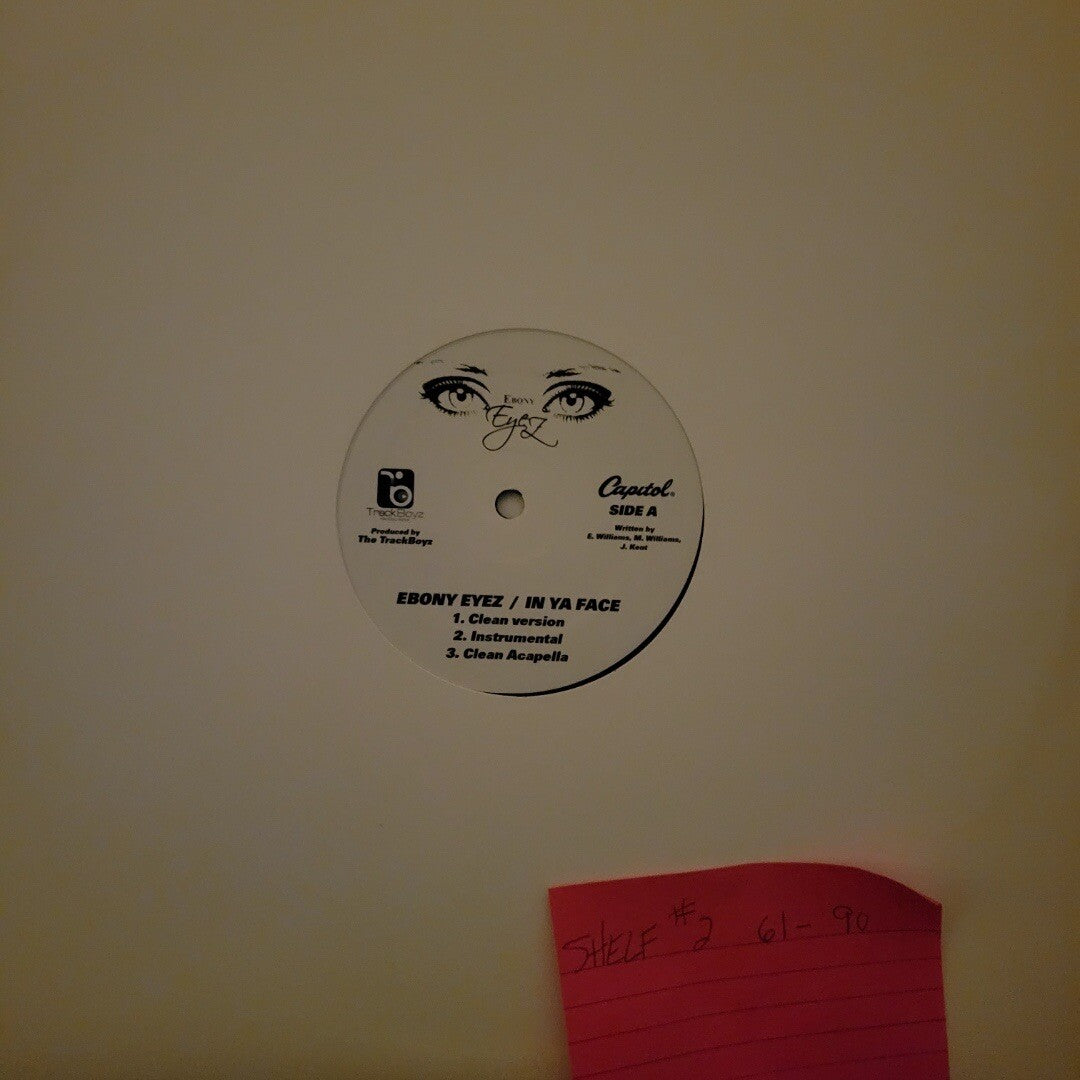 EBONY
EyeZ
TrackBoyz
Produced by
The TrackBoyz
Capitol®
SIDE A
Written by
E. Williams, M. Williams,
J. Kent
EBONY EYEZ / IN YA FACE
1. Clean version
2. Instrumental
3. Clean Acapella
SHELF #2 61- 90